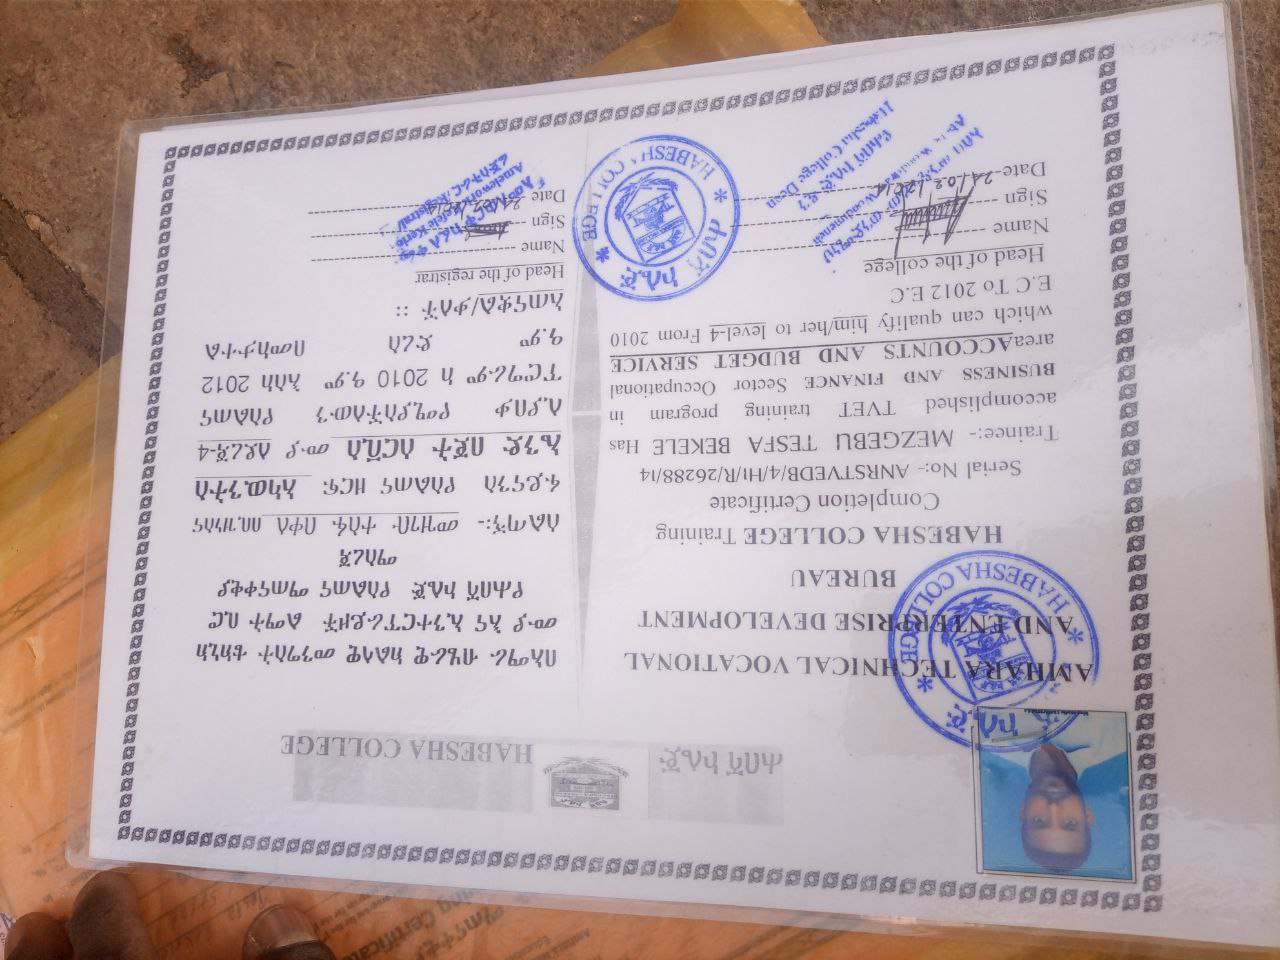 ሐበሻ ኮሌጅ HABESHA COLLEGE
AMHARA TECHNICAL VOCATIONAL
AND ENTERPRISE DEVELOPMENT
BUREAU
HABESHA COLLEGE Training
Completion Certificate
Serial No:- ANRSTVEDB/4/H1/R/26288/14
Trainee:- MEZGEBU TESFA BEKELE Has
accomplished TVET training program in
BUSINESS AND FINANCE Sector Occupational
areaACCOUNTS AND BUDGET SERVICE
which can qualify him/her to level-4 From 2010
E.C To 2012 E.C
Head of the college
Name
Sign
Date- 24/02/2014
በአማራ ብሄራዊ ክልላዊ መንግስት ቴክኒክ
ሙያ እና ኢንተርፕራይዞች ልማት ቢሮ
የሐበሻ ኮሌጅ የስልጠና ማጠናቀቂያ
ማስረጃ
ሰልጣኝ፡- መዝገቡ ተስፋ በቀለ በቢዝነስና
ፋይናንስ የስልጠና ዘርፍ አካዉንትስ
ኤንድ በጀት ሰርቪስ ሙያ ለደረጃ-4
ሊያበቃ የሚያስችለውን የስልጠና
ፕሮግራም ከ 2010 ዓ.ም እስከ 2012
ዓ.ም ድረስ በመከታተል
አጠናቋል/ቃለች ፡፡
Head of the registrar
Name
Sign
Date 24/02/2014
ሐበሻ ኮሌጅ
HABESHA COLLEGE
የሐበሻ ኮሌጅ ዲን
Habesha College Dean
ሐበሻ ኮሌጅ
HABESHA COLLEGE
Amelework Kefele Kerie
ሬጅስትራር /Registral/